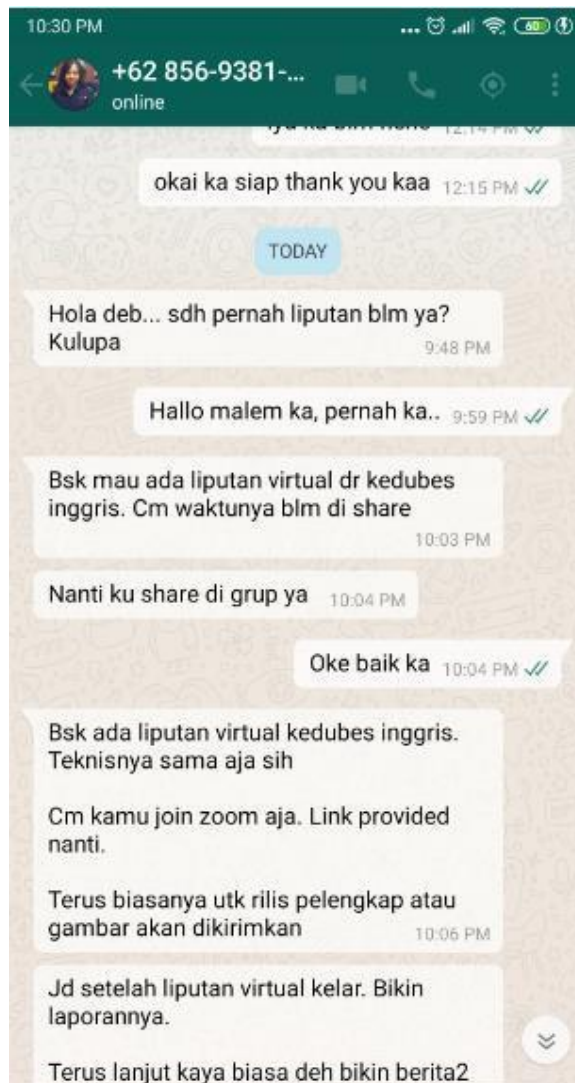 10:30 PM
... 60
+62 856-9381-...
online
12:14 PM
okai ka siap thank you kaa 12:15 PM
TODAY
Hola deb... sdh pernah liputan blm ya?
Kulupa 9:48 PM
Hallo malem ka, pernah ka.. 9:59 PM
Bsk mau ada liputan virtual dr kedubes
inggris. Cm waktunya blm di share
10:03 PM
Nanti ku share di grup ya 10:04 PM
Oke baik ka 10:04 PM
Bsk ada liputan virtual kedubes inggris.
Teknisnya sama aja sih
Cm kamu join zoom aja. Link provided
nanti.
Terus biasanya utk rilis pelengkap atau
gambar akan dikirimkan 10:06 PM
Jd setelah liputan virtual kelar. Bikin
laporannya.
Terus lanjut kaya biasa deh bikin berita2